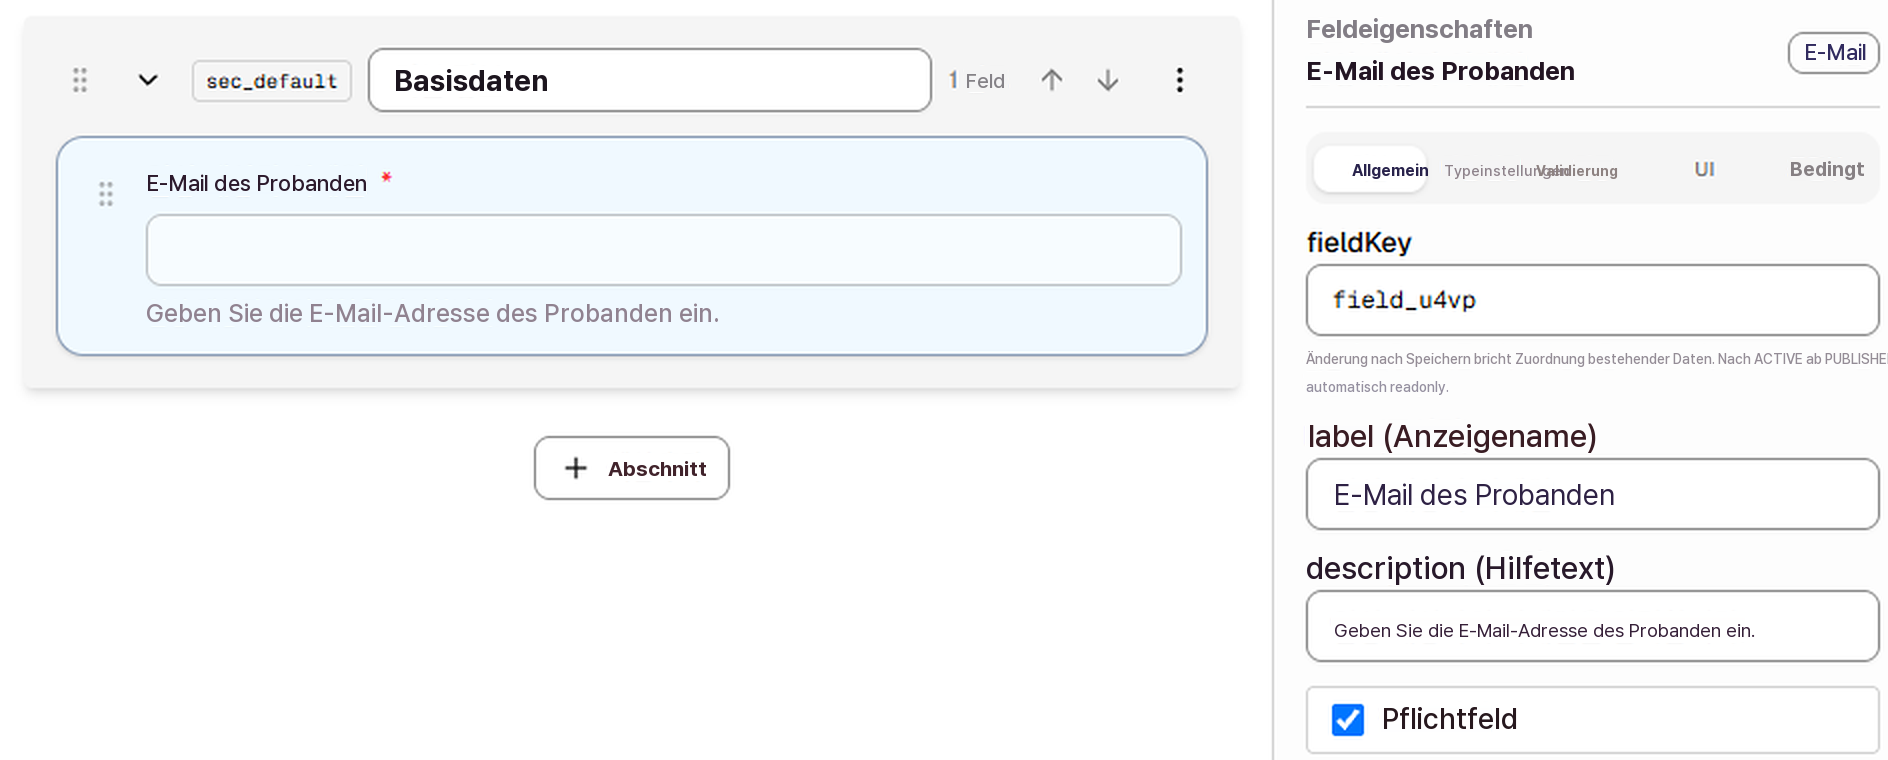 sec_default
Basisdaten
1 Feld
E-Mail des Probanden *
Geben Sie die E-Mail-Adresse des Probanden ein.
Abschnitt
Feldeigenschaften
E-Mail des Probanden
E-Mail
Allgemein Typeinstellungen Validierung UI Bedingt
fieldKey
field_u4vp
Änderung nach Speichern bricht Zuordnung bestehender Daten. Nach ACTIVE ab
automatisch readonly.
label (Anzeigename)
E-Mail des Probanden
description (Hilfetext)
Geben Sie die E-Mail-Adresse des Probanden ein.
Pflichtfeld